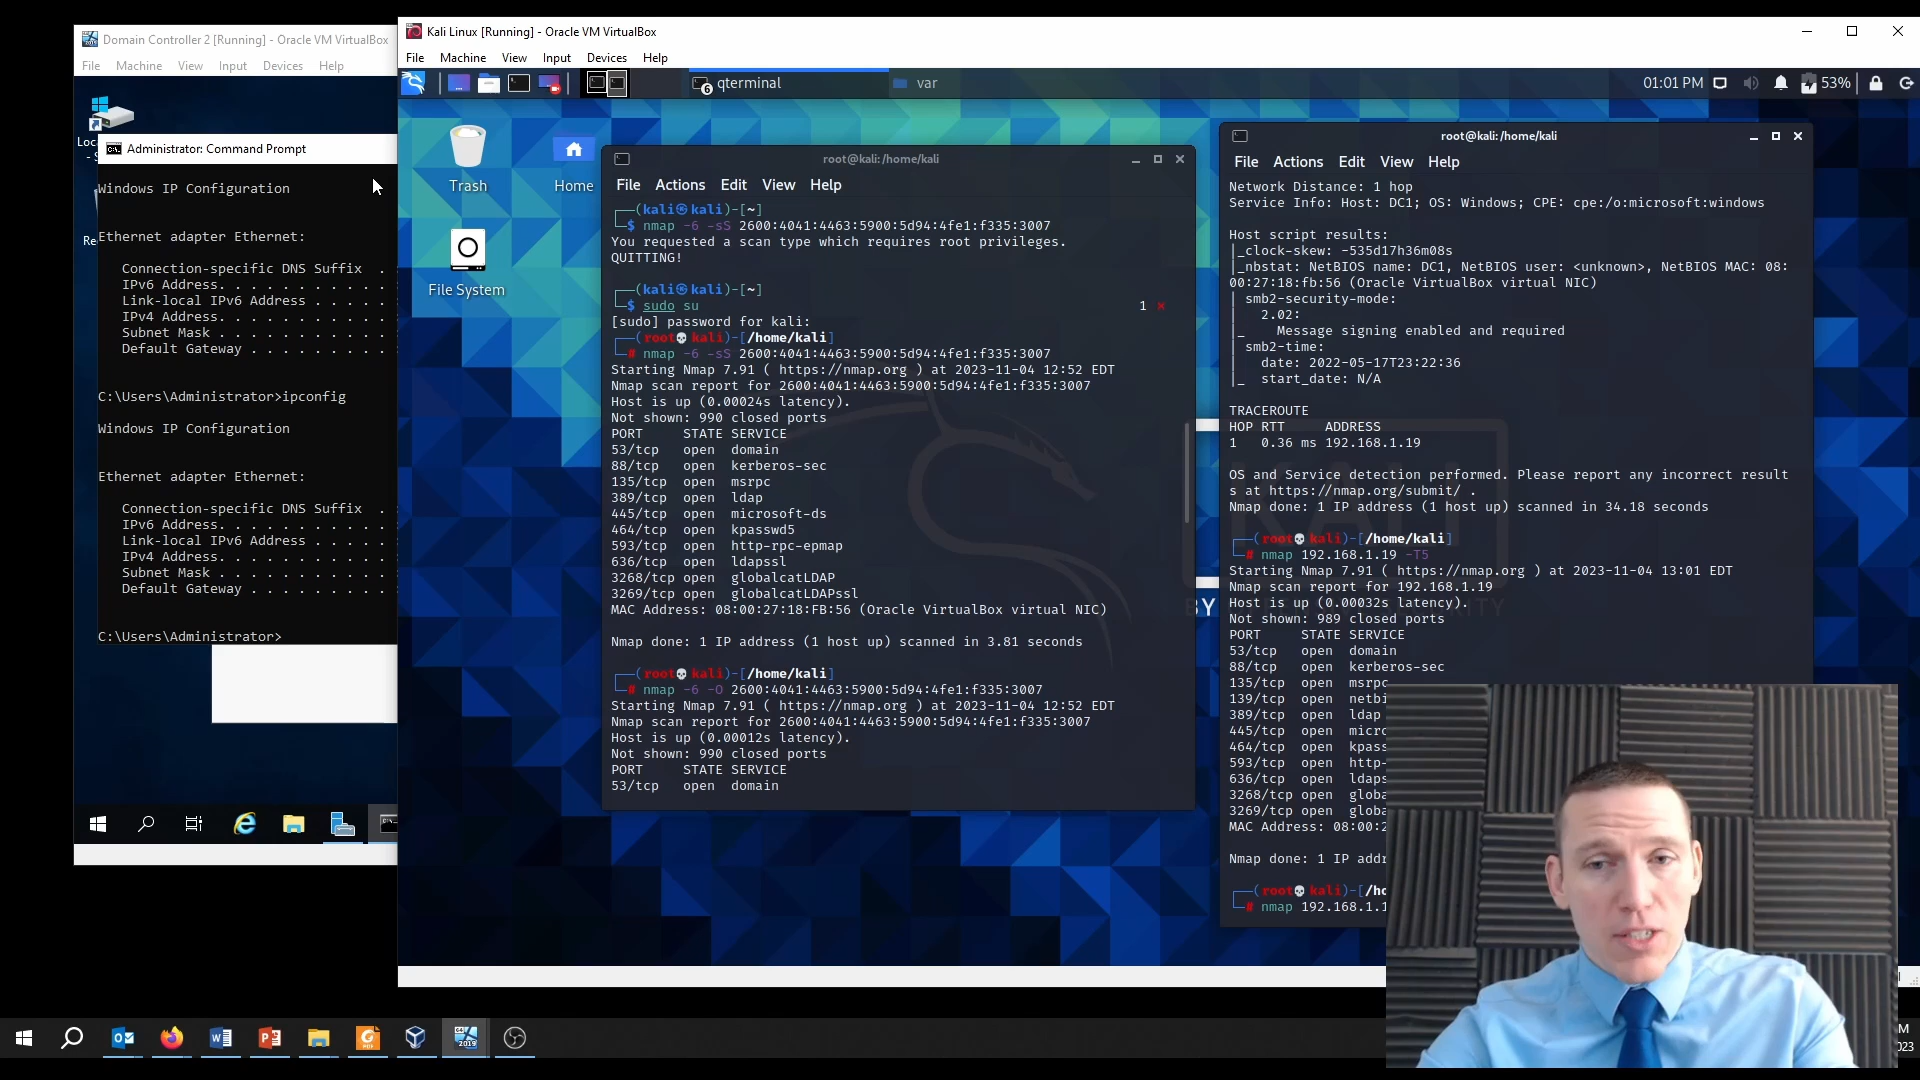 Domain Controller 2 [Running] - Oracle VM VirtualBox
File Machine View Input Devices Help
Administrator: Command Prompt
Windows IP Configuration
Ethernet adapter Ethernet:
Connection-specific DNS Suffix .
IPv6 Address. . . . . . . . . . .
Link-local IPv6 Address . . . . .
IPv4 Address. . . . . . . . . . .
Subnet Mask . . . . . . . . . . .
Default Gateway . . . . . . . . .
C:\Users\Administrator>ipconfig
Windows IP Configuration
Ethernet adapter Ethernet:
Connection-specific DNS Suffix .
IPv6 Address. . . . . . . . . . .
Link-local IPv6 Address . . . . .
IPv4 Address. . . . . . . . . . .
Subnet Mask . . . . . . . . . . .
Default Gateway . . . . . . . . .
C:\Users\Administrator>
Kali Linux [Running] - Oracle VM VirtualBox
File Machine View Input Devices Help
6 qterminal var 01:01 PM 53%
Trash
Home
File System
root@kali: /home/kali
File Actions Edit View Help
┌──(kali㉿kali)-[~]
└─$ nmap -6 -sS 2600:4041:4463:5900:5d94:4fe1:f335:3007
You requested a scan type which requires root privileges.
QUITTING!
┌──(kali㉿kali)-[~]
└─$ sudo su 1 ⨯
[sudo] password for kali:
┌──(root💀kali)-[/home/kali]
└─# nmap -6 -sS 2600:4041:4463:5900:5d94:4fe1:f335:3007
Starting Nmap 7.91 ( https://nmap.org ) at 2023-11-04 12:52 EDT
Nmap scan report for 2600:4041:4463:5900:5d94:4fe1:f335:3007
Host is up (0.00024s latency).
Not shown: 990 closed ports
PORT STATE SERVICE
53/tcp open domain
88/tcp open kerberos-sec
135/tcp open msrpc
389/tcp open ldap
445/tcp open microsoft-ds
464/tcp open kpasswd5
593/tcp open http-rpc-epmap
636/tcp open ldapssl
3268/tcp open globalcatLDAP
3269/tcp open globalcatLDAPssl
MAC Address: 08:00:27:18:FB:56 (Oracle VirtualBox virtual NIC)
Nmap done: 1 IP address (1 host up) scanned in 3.81 seconds
┌──(root💀kali)-[/home/kali]
└─# nmap -6 -O 2600:4041:4463:5900:5d94:4fe1:f335:3007
Starting Nmap 7.91 ( https://nmap.org ) at 2023-11-04 12:52 EDT
Nmap scan report for 2600:4041:4463:5900:5d94:4fe1:f335:3007
Host is up (0.00012s latency).
Not shown: 990 closed ports
PORT STATE SERVICE
53/tcp open domain
BY
root@kali: /home/kali
File Actions Edit View Help
Network Distance: 1 hop
Service Info: Host: DC1; OS: Windows; CPE: cpe:/o:microsoft:windows
Host script results:
|_clock-skew: -535d17h36m08s
|_nbstat: NetBIOS name: DC1, NetBIOS user: <unknown>, NetBIOS MAC: 08:
00:27:18:fb:56 (Oracle VirtualBox virtual NIC)
| smb2-security-mode:
| 2.02:
|_ Message signing enabled and required
| smb2-time:
| date: 2022-05-17T23:22:36
|_ start_date: N/A
TRACEROUTE
HOP RTT ADDRESS
1 0.36 ms 192.168.1.19
OS and Service detection performed. Please report any incorrect result
s at https://nmap.org/submit/ .
Nmap done: 1 IP address (1 host up) scanned in 34.18 seconds
┌──(root💀kali)-[/home/kali]
└─# nmap 192.168.1.19 -T5
Starting Nmap 7.91 ( https://nmap.org ) at 2023-11-04 13:01 EDT
Nmap scan report for 192.168.1.19
Host is up (0.00032s latency).
Not shown: 989 closed ports
PORT STATE SERVICE
53/tcp open domain
88/tcp open kerberos-sec
135/tcp open msrpc
139/tcp open netbi
389/tcp open ldap
445/tcp open micro
464/tcp open kpass
593/tcp open http-
636/tcp open ldaps
3268/tcp open globa
3269/tcp open globa
MAC Address: 08:00:2
Nmap done: 1 IP addr
┌──(root💀kali)-[/ho
└─# nmap 192.168.1.1